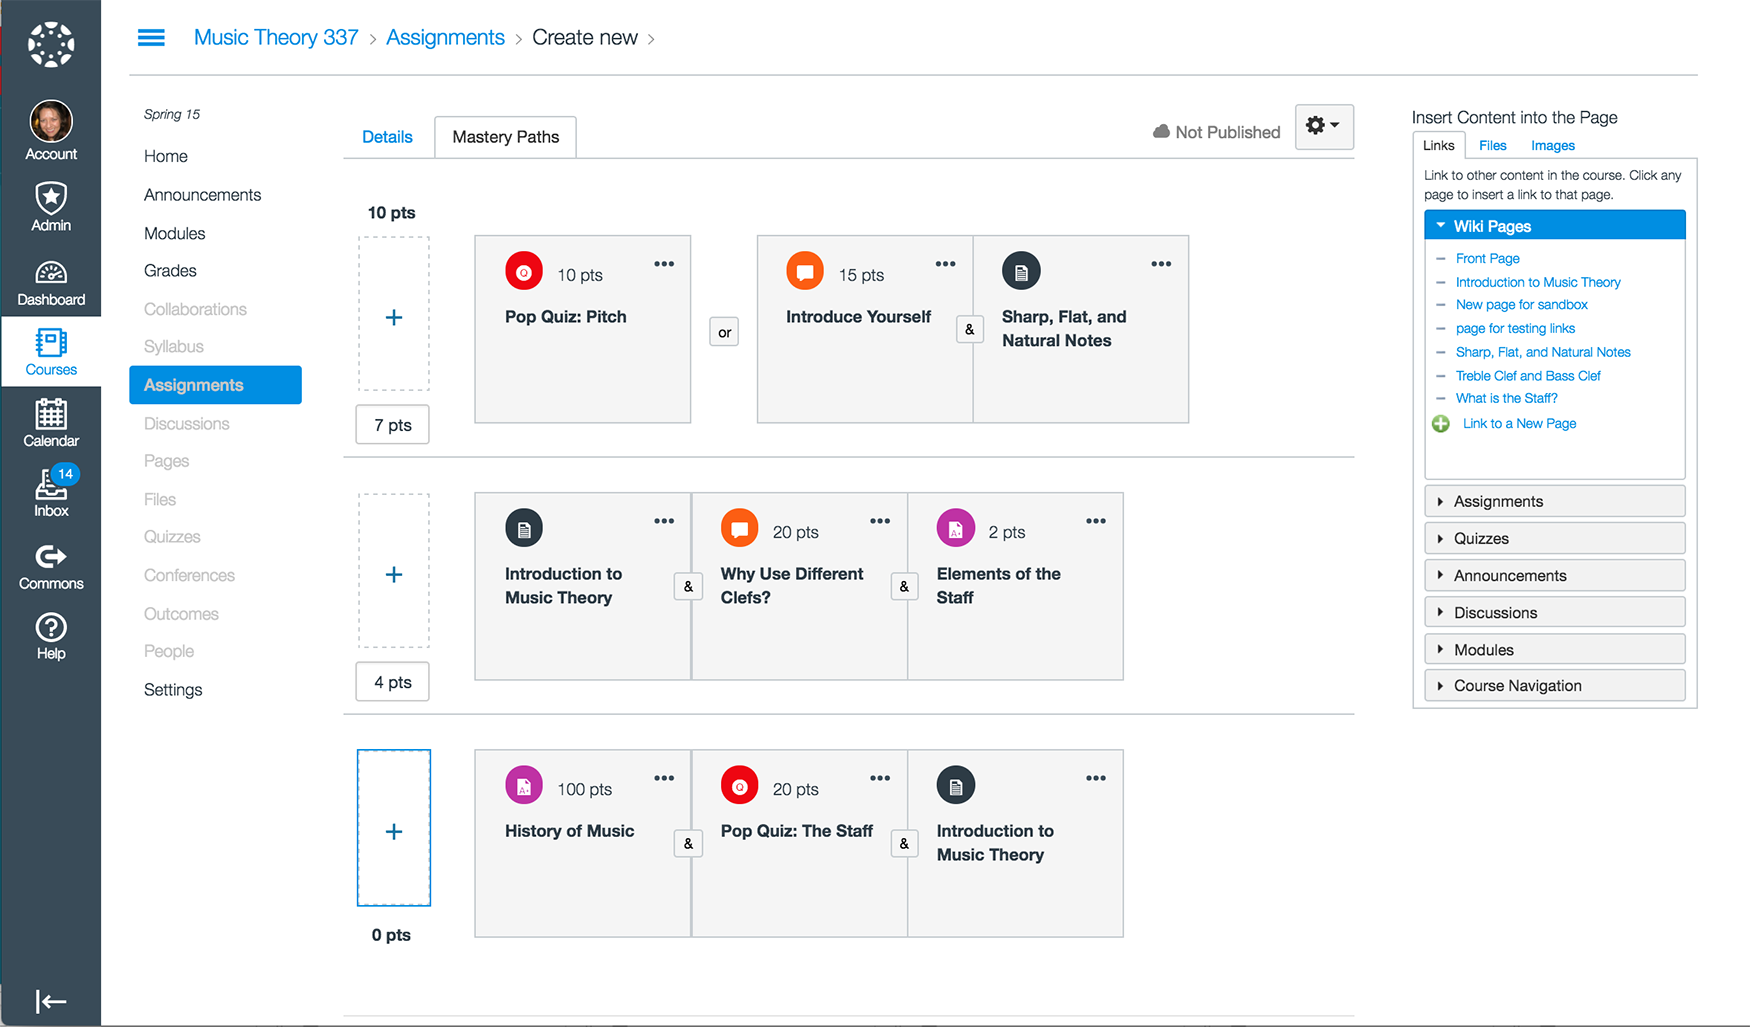 Music Theory 337 > Assignments > Create new >
Account
Admin
Dashboard
Courses
Calendar
14
Inbox
Commons
Help
Spring 15
Home
Announcements
Modules
Grades
Collaborations
Syllabus
Assignments
Discussions
Pages
Files
Quizzes
Conferences
Outcomes
People
Settings
Details
Mastery Paths
Not Published
10 pts
+
7 pts
Q
10 pts
Pop Quiz: Pitch
or
15 pts
Introduce Yourself
&
Sharp, Flat, and
Natural Notes
+
4 pts
Introduction to
Music Theory
&
20 pts
Why Use Different
Clefs?
&
A+
2 pts
Elements of the
Staff
+
0 pts
A+
100 pts
History of Music
&
Q
20 pts
Pop Quiz: The Staff
&
Introduction to
Music Theory
Insert Content into the Page
Links
Files
Images
Link to other content in the course. Click any
page to insert a link to that page.
Wiki Pages
Front Page
Introduction to Music Theory
New page for sandbox
page for testing links
Sharp, Flat, and Natural Notes
Treble Clef and Bass Clef
What is the Staff?
Link to a New Page
Assignments
Quizzes
Announcements
Discussions
Modules
Course Navigation